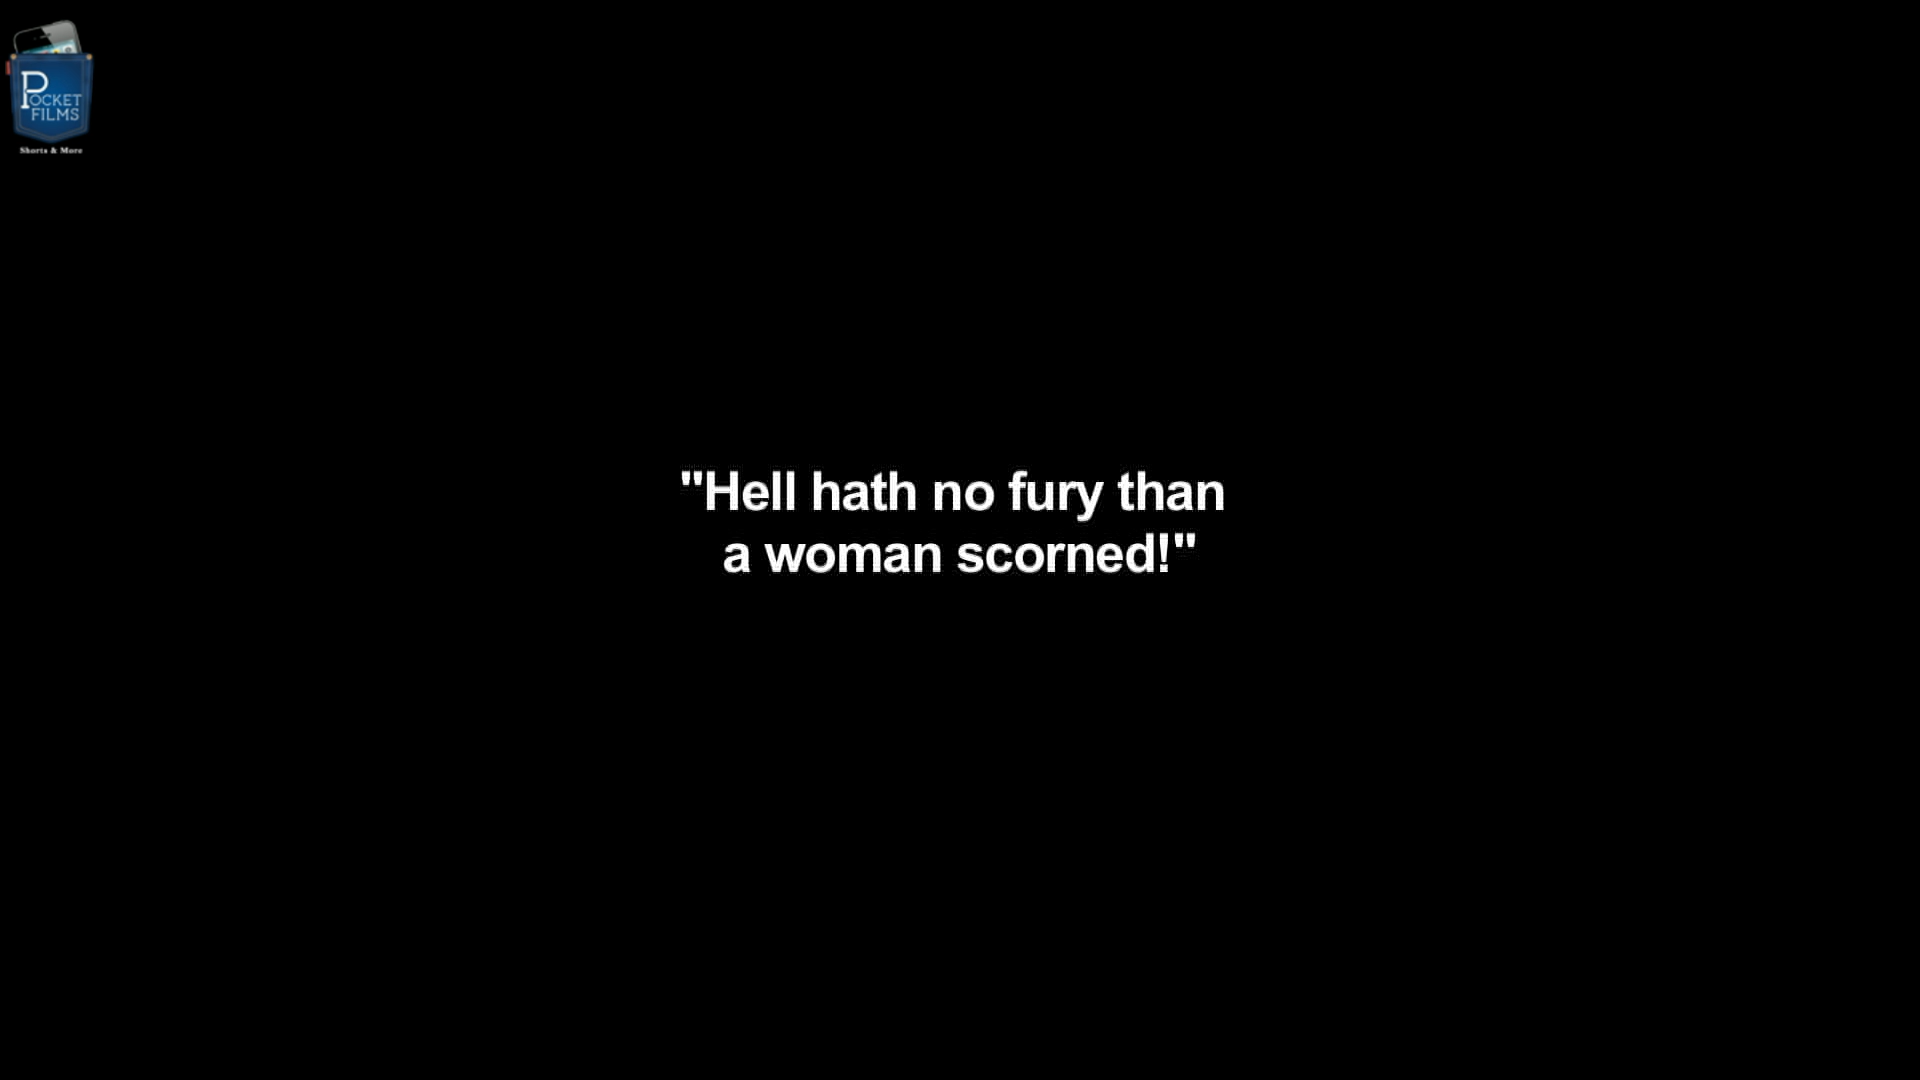 POCKET
FILMS
Shorts & More
"Hell hath no fury than
a woman scorned!"